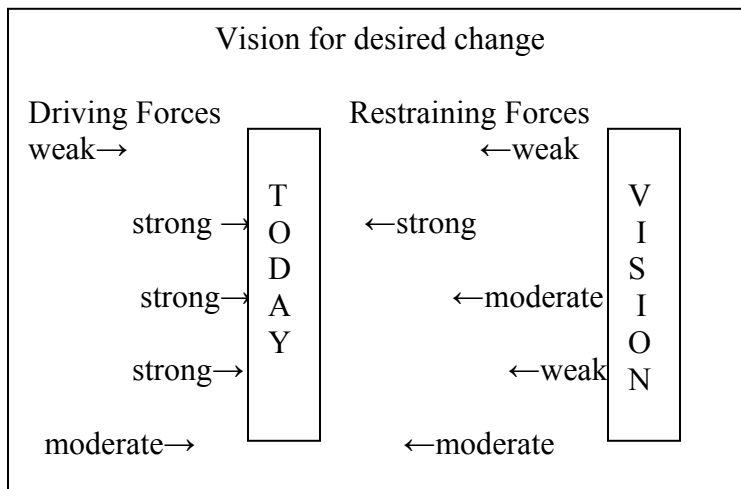 Vision for desired change
Driving Forces Restraining Forces
weak→ ←weak
strong → ←strong
strong→ ←moderate
strong→ ←weak
moderate→ ←moderate
TODAY
VISION